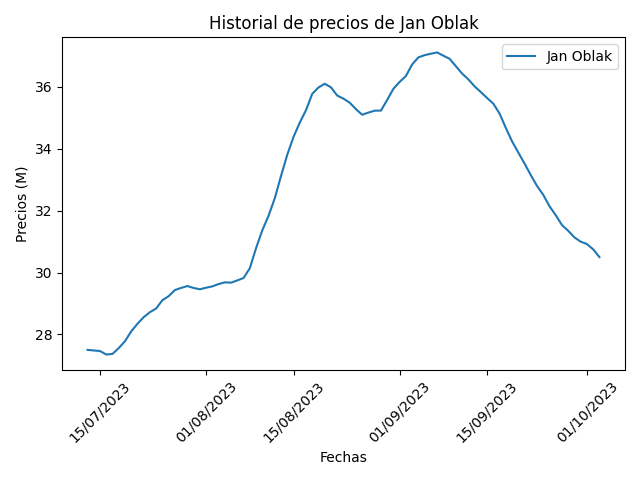 Historial de precios de Jan Oblak
Jan Oblak
Precios (M)
36
34
32
30
28
15/07/2023
01/08/2023
15/08/2023
01/09/2023
15/09/2023
01/10/2023
Fechas